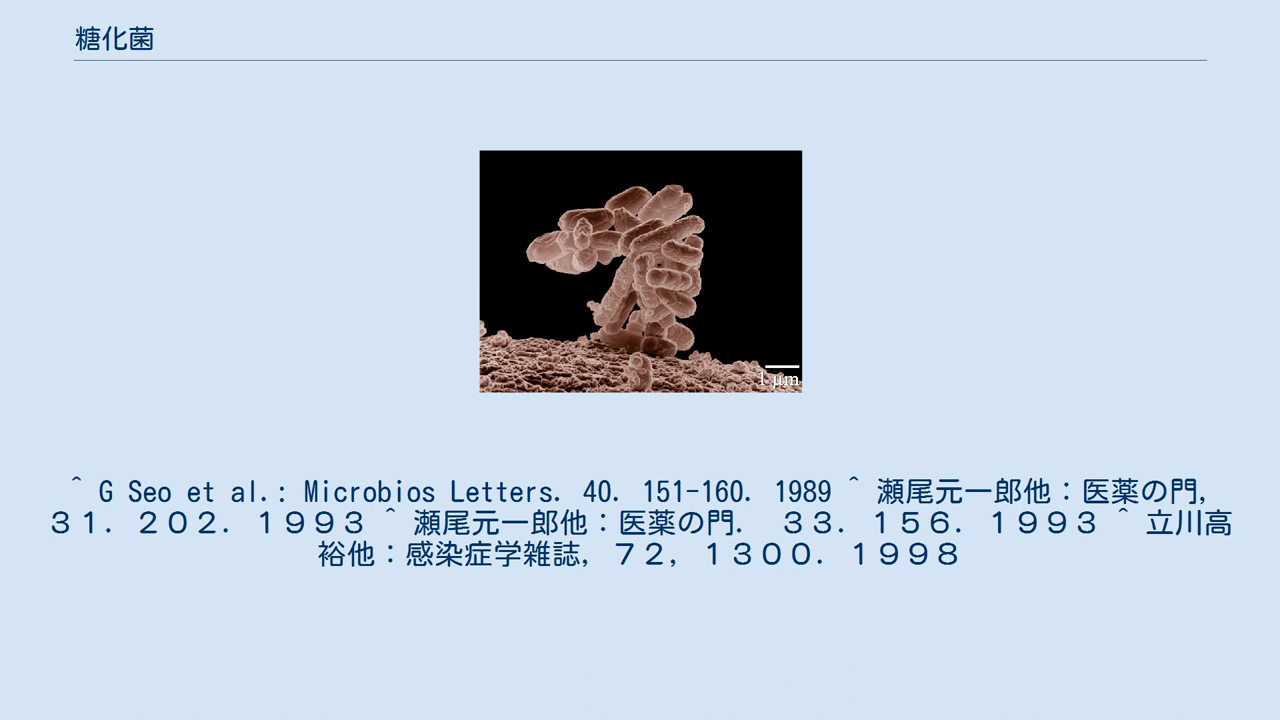 糖化菌
1 µm
^ G Seo et al.: Microbios Letters. 40. 151-160. 1989 ^ 瀬尾元一郎他：医薬の門，
３１．２０２．１９９３ ^ 瀬尾元一郎他：医薬の門． ３３．１５６．１９９３ ^ 立川高
裕他：感染症学雑誌，７２，１３００．１９９８